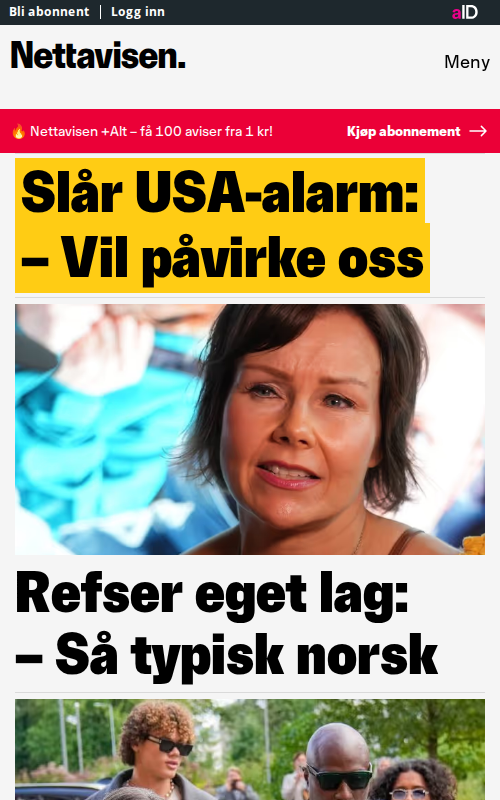 Bli abonnent | Logg inn
aID
Nettavisen.
Meny
🔥 Nettavisen +Alt – få 100 aviser fra 1 kr!
Kjøp abonnement →
Slår USA-alarm:
– Vil påvirke oss
Refser eget lag:
– Så typisk norsk